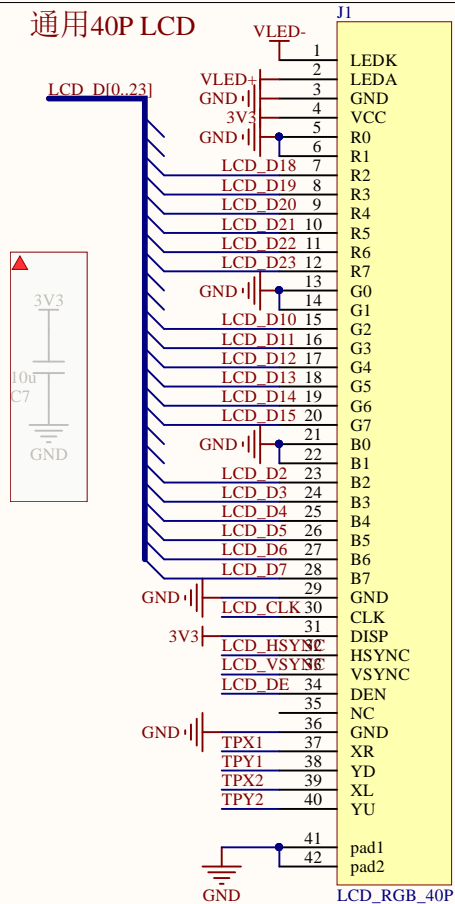 通用40P LCD
J1
VLED-
1 LEDK
LCD_D[0..23]
VLED+ 2 LEDA
GND 3 GND
3V3 4 VCC
GND 5 R0
6 R1
LCD_D18 7 R2
LCD_D19 8 R3
LCD_D20 9 R4
LCD_D21 10 R5
LCD_D22 11 R6
LCD_D23 12 R7
GND 13 G0
14 G1
LCD_D10 15 G2
LCD_D11 16 G3
LCD_D12 17 G4
LCD_D13 18 G5
LCD_D14 19 G6
LCD_D15 20 G7
GND 21 B0
22 B1
LCD_D2 23 B2
LCD_D3 24 B3
LCD_D4 25 B4
LCD_D5 26 B5
LCD_D6 27 B6
LCD_D7 28 B7
GND 29 GND
LCD_CLK 30 CLK
3V3 31 DISP
LCD_HSYNC 32 HSYNC
LCD_VSYNC 33 VSYNC
LCD_DE 34 DEN
35 NC
GND 36 GND
TPX1 37 XR
TPY1 38 YD
TPX2 39 XL
TPY2 40 YU
41 pad1
42 pad2
GND
LCD_RGB_40P
3V3
10u
C7
GND